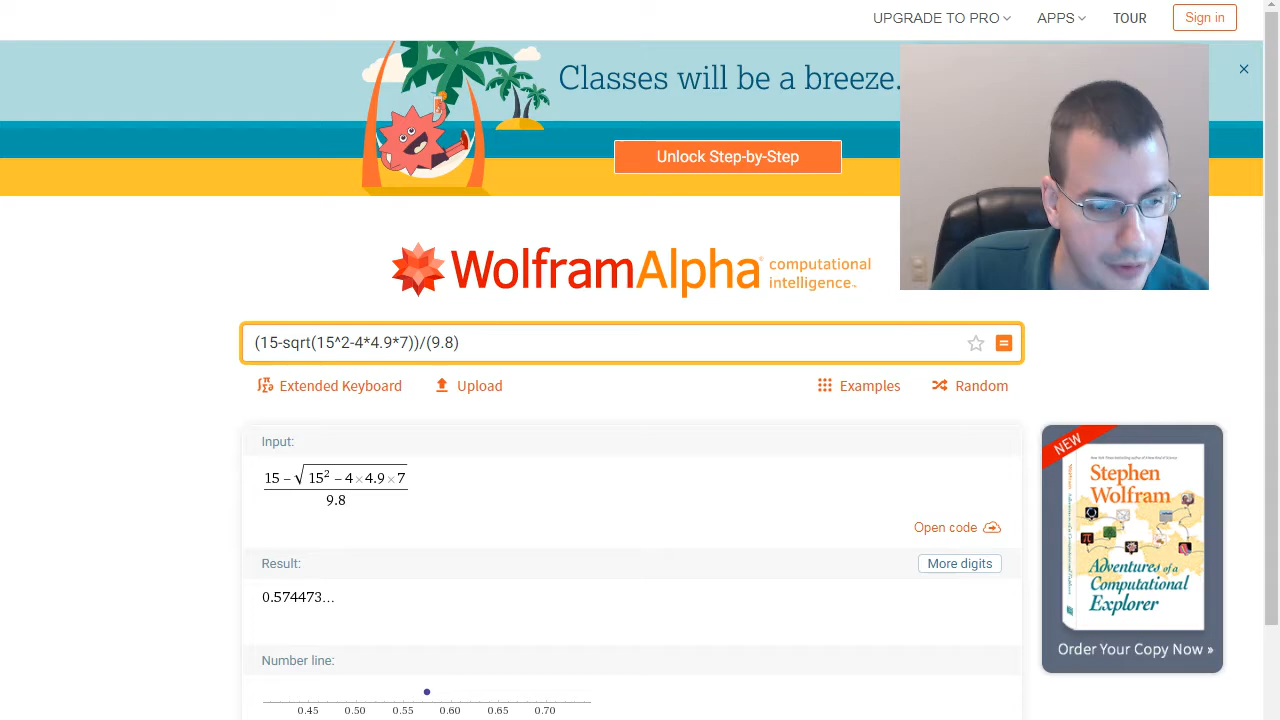 UPGRADE TO PRO
APPS
TOUR
Sign in
Classes will be a breeze.
Unlock Step-by-Step
WolframAlpha computational intelligence.
(15-sqrt(15^2-4*4.9*7))/(9.8)
=
Extended Keyboard
Upload
Examples
Random
Input:
15 − √15² − 4×4.9×7
9.8
Open code
Result:
More digits
0.574473…
Number line:
0.45 0.50 0.55 0.60 0.65 0.70
NEW
Stephen
Wolfram
Adventures of a
Computational
Explorer
Order Your Copy Now »